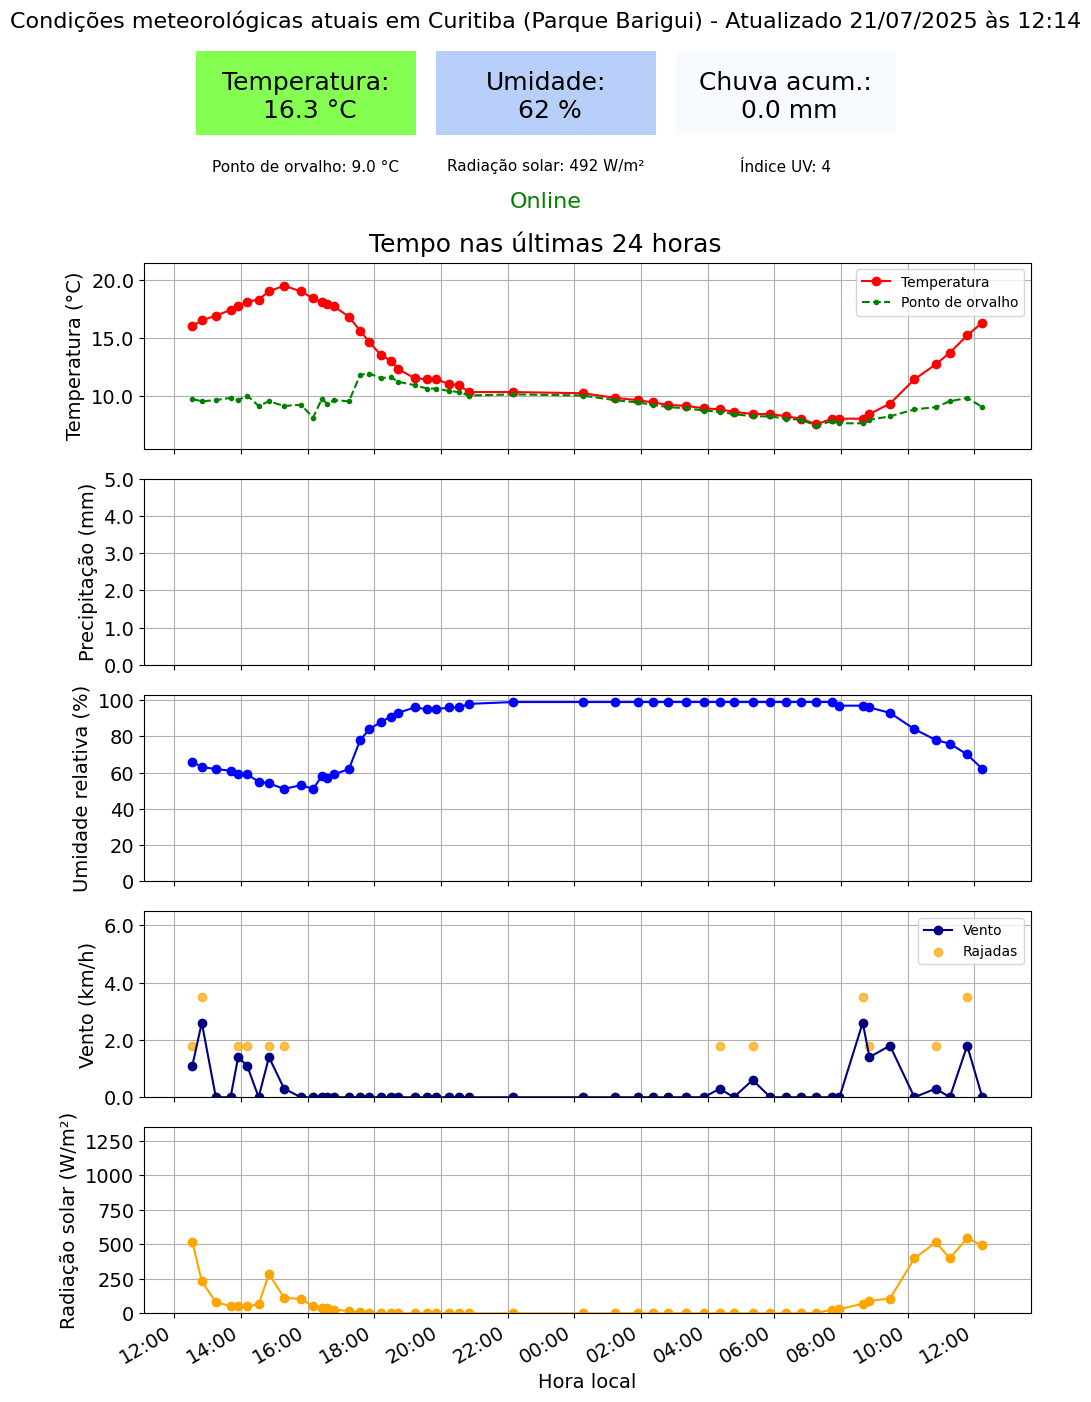 Condições meteorológicas atuais em Curitiba (Parque Barigui) - Atualizado 21/07/2025 às 12:14
Temperatura:
16.3 °C
Umidade:
62 %
Chuva acum.:
0.0 mm
Ponto de orvalho: 9.0 °C
Radiação solar: 492 W/m²
Índice UV: 4
Online
Tempo nas últimas 24 horas
Temperatura (°C)
20.0
15.0
10.0
Temperatura
Ponto de orvalho
Precipitação (mm)
5.0
4.0
3.0
2.0
1.0
0.0
Umidade relativa (%)
100
80
60
40
20
0
Vento (km/h)
6.0
4.0
2.0
0.0
Vento
Rajadas
Radiação solar (W/m²)
1250
1000
750
500
250
0
12:00 14:00 16:00 18:00 20:00 22:00 00:00 02:00 04:00 06:00 08:00 10:00 12:00
Hora local